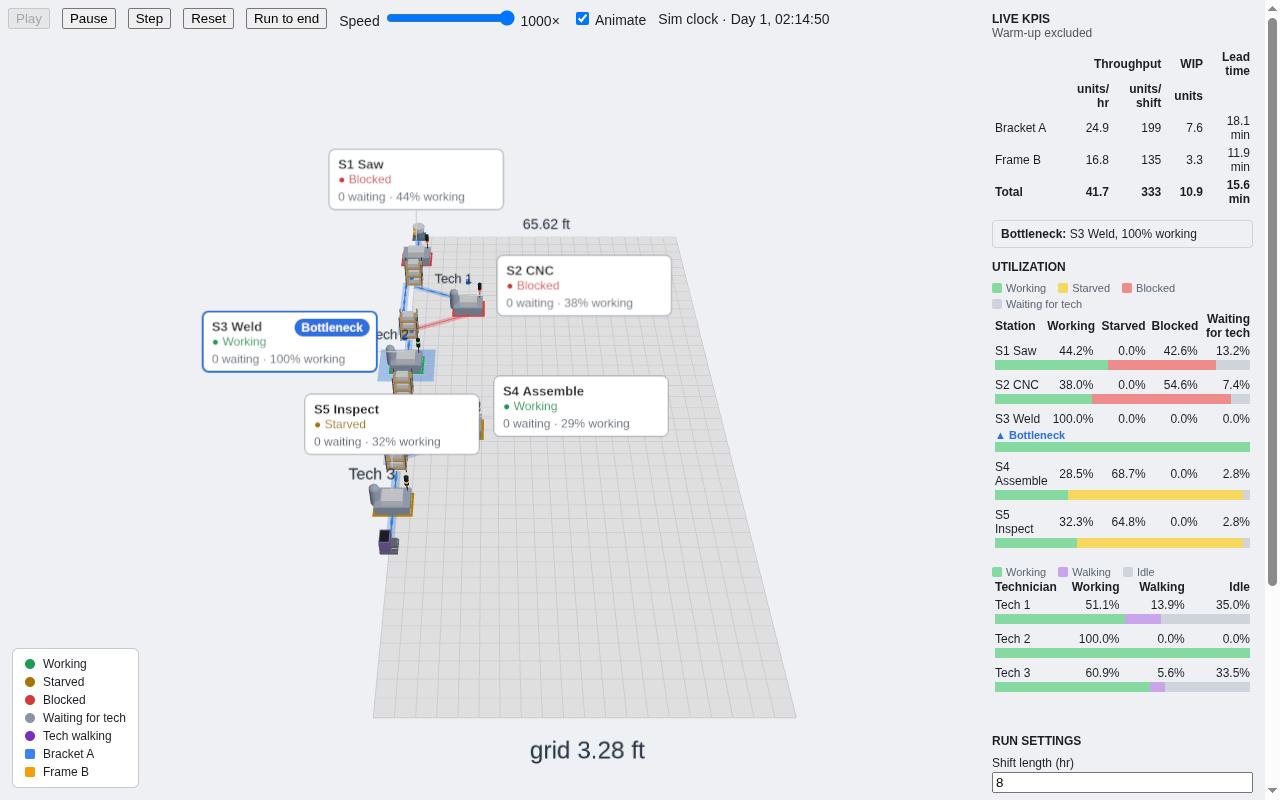 Play Pause Step Reset Run to end Speed 1000× Animate Sim clock · Day 1, 02:14:50
S1 Saw
● Blocked
0 waiting · 44% working
65.62 ft
Tech 1
S2 CNC
● Blocked
0 waiting · 38% working
S3 Weld Bottleneck
● Working
0 waiting · 100% working
S4 Assemble
● Working
0 waiting · 29% working
S5 Inspect
● Starved
0 waiting · 32% working
Tech 3
grid 3.28 ft
Working
Starved
Blocked
Waiting for tech
Tech walking
Bracket A
Frame B
LIVE KPIS
Warm-up excluded
Throughput WIP Lead time
units/hr units/shift units
Bracket A 24.9 199 7.6 18.1 min
Frame B 16.8 135 3.3 11.9 min
Total 41.7 333 10.9 15.6 min
Bottleneck: S3 Weld, 100% working
UTILIZATION
Working Starved Blocked
Waiting for tech
Station Working Starved Blocked Waiting for tech
S1 Saw 44.2% 0.0% 42.6% 13.2%
S2 CNC 38.0% 0.0% 54.6% 7.4%
S3 Weld 100.0% 0.0% 0.0% 0.0%
▲ Bottleneck
S4 Assemble 28.5% 68.7% 0.0% 2.8%
S5 Inspect 32.3% 64.8% 0.0% 2.8%
Working Walking Idle
Technician Working Walking Idle
Tech 1 51.1% 13.9% 35.0%
Tech 2 100.0% 0.0% 0.0%
Tech 3 60.9% 5.6% 33.5%
RUN SETTINGS
Shift length (hr)
8